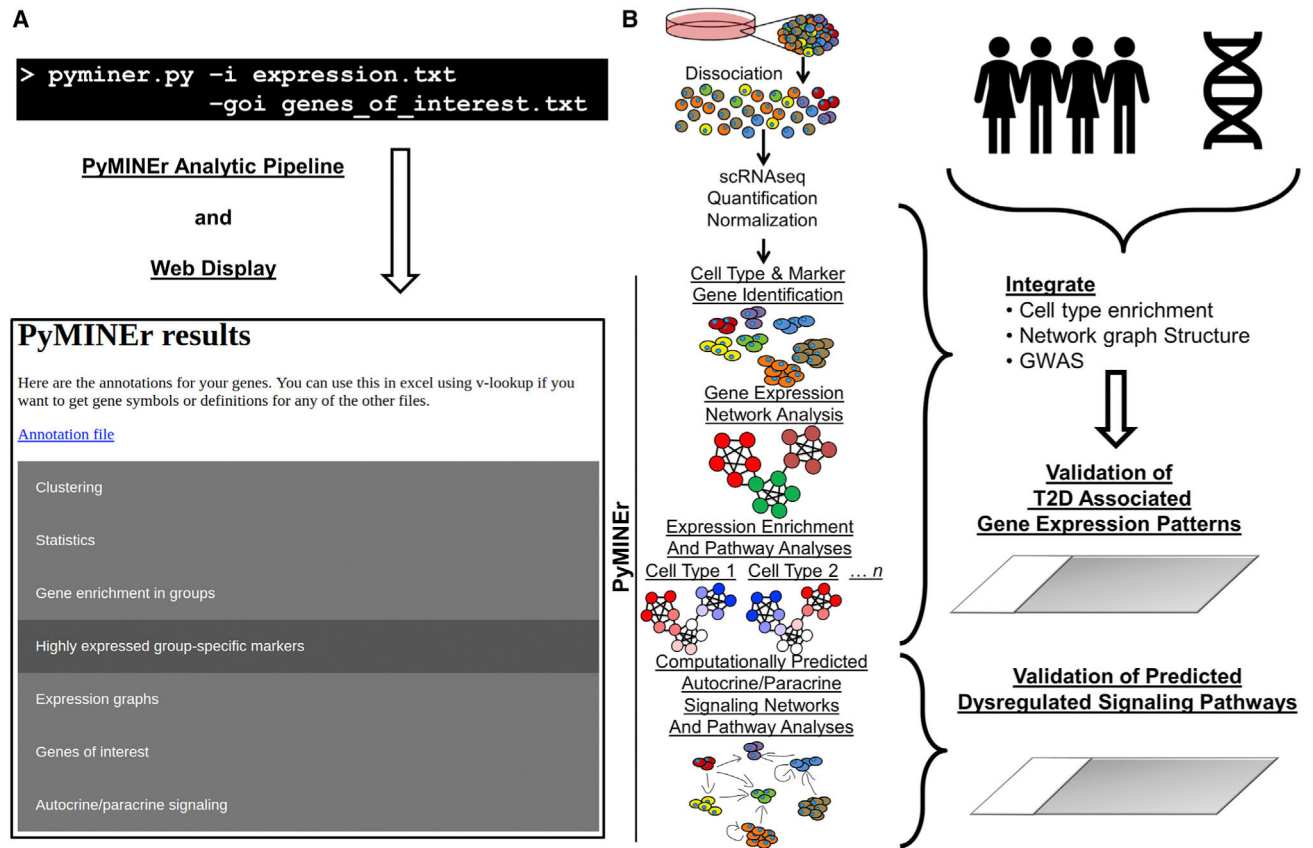 A
> pyminer.py –i expression.txt
–goi genes_of_interest.txt
PyMINEr Analytic Pipeline
and
Web Display
PyMINEr results
Here are the annotations for your genes. You can use this in excel using v-lookup if you
want to get gene symbols or definitions for any of the other files.
Annotation file
Clustering
Statistics
Gene enrichment in groups
Highly expressed group-specific markers
Expression graphs
Genes of interest
Autocrine/paracrine signaling
B
Dissociation
scRNAseq
Quantification
Normalization
PyMINEr
Cell Type & Marker
Gene Identification
Gene Expression
Network Analysis
Expression Enrichment
And Pathway Analyses
Cell Type 1 Cell Type 2 ... n
Computationally Predicted
Autocrine/Paracrine
Signaling Networks
And Pathway Analyses
Integrate
• Cell type enrichment
• Network graph Structure
• GWAS
Validation of
T2D Associated
Gene Expression Patterns
Validation of Predicted
Dysregulated Signaling Pathways